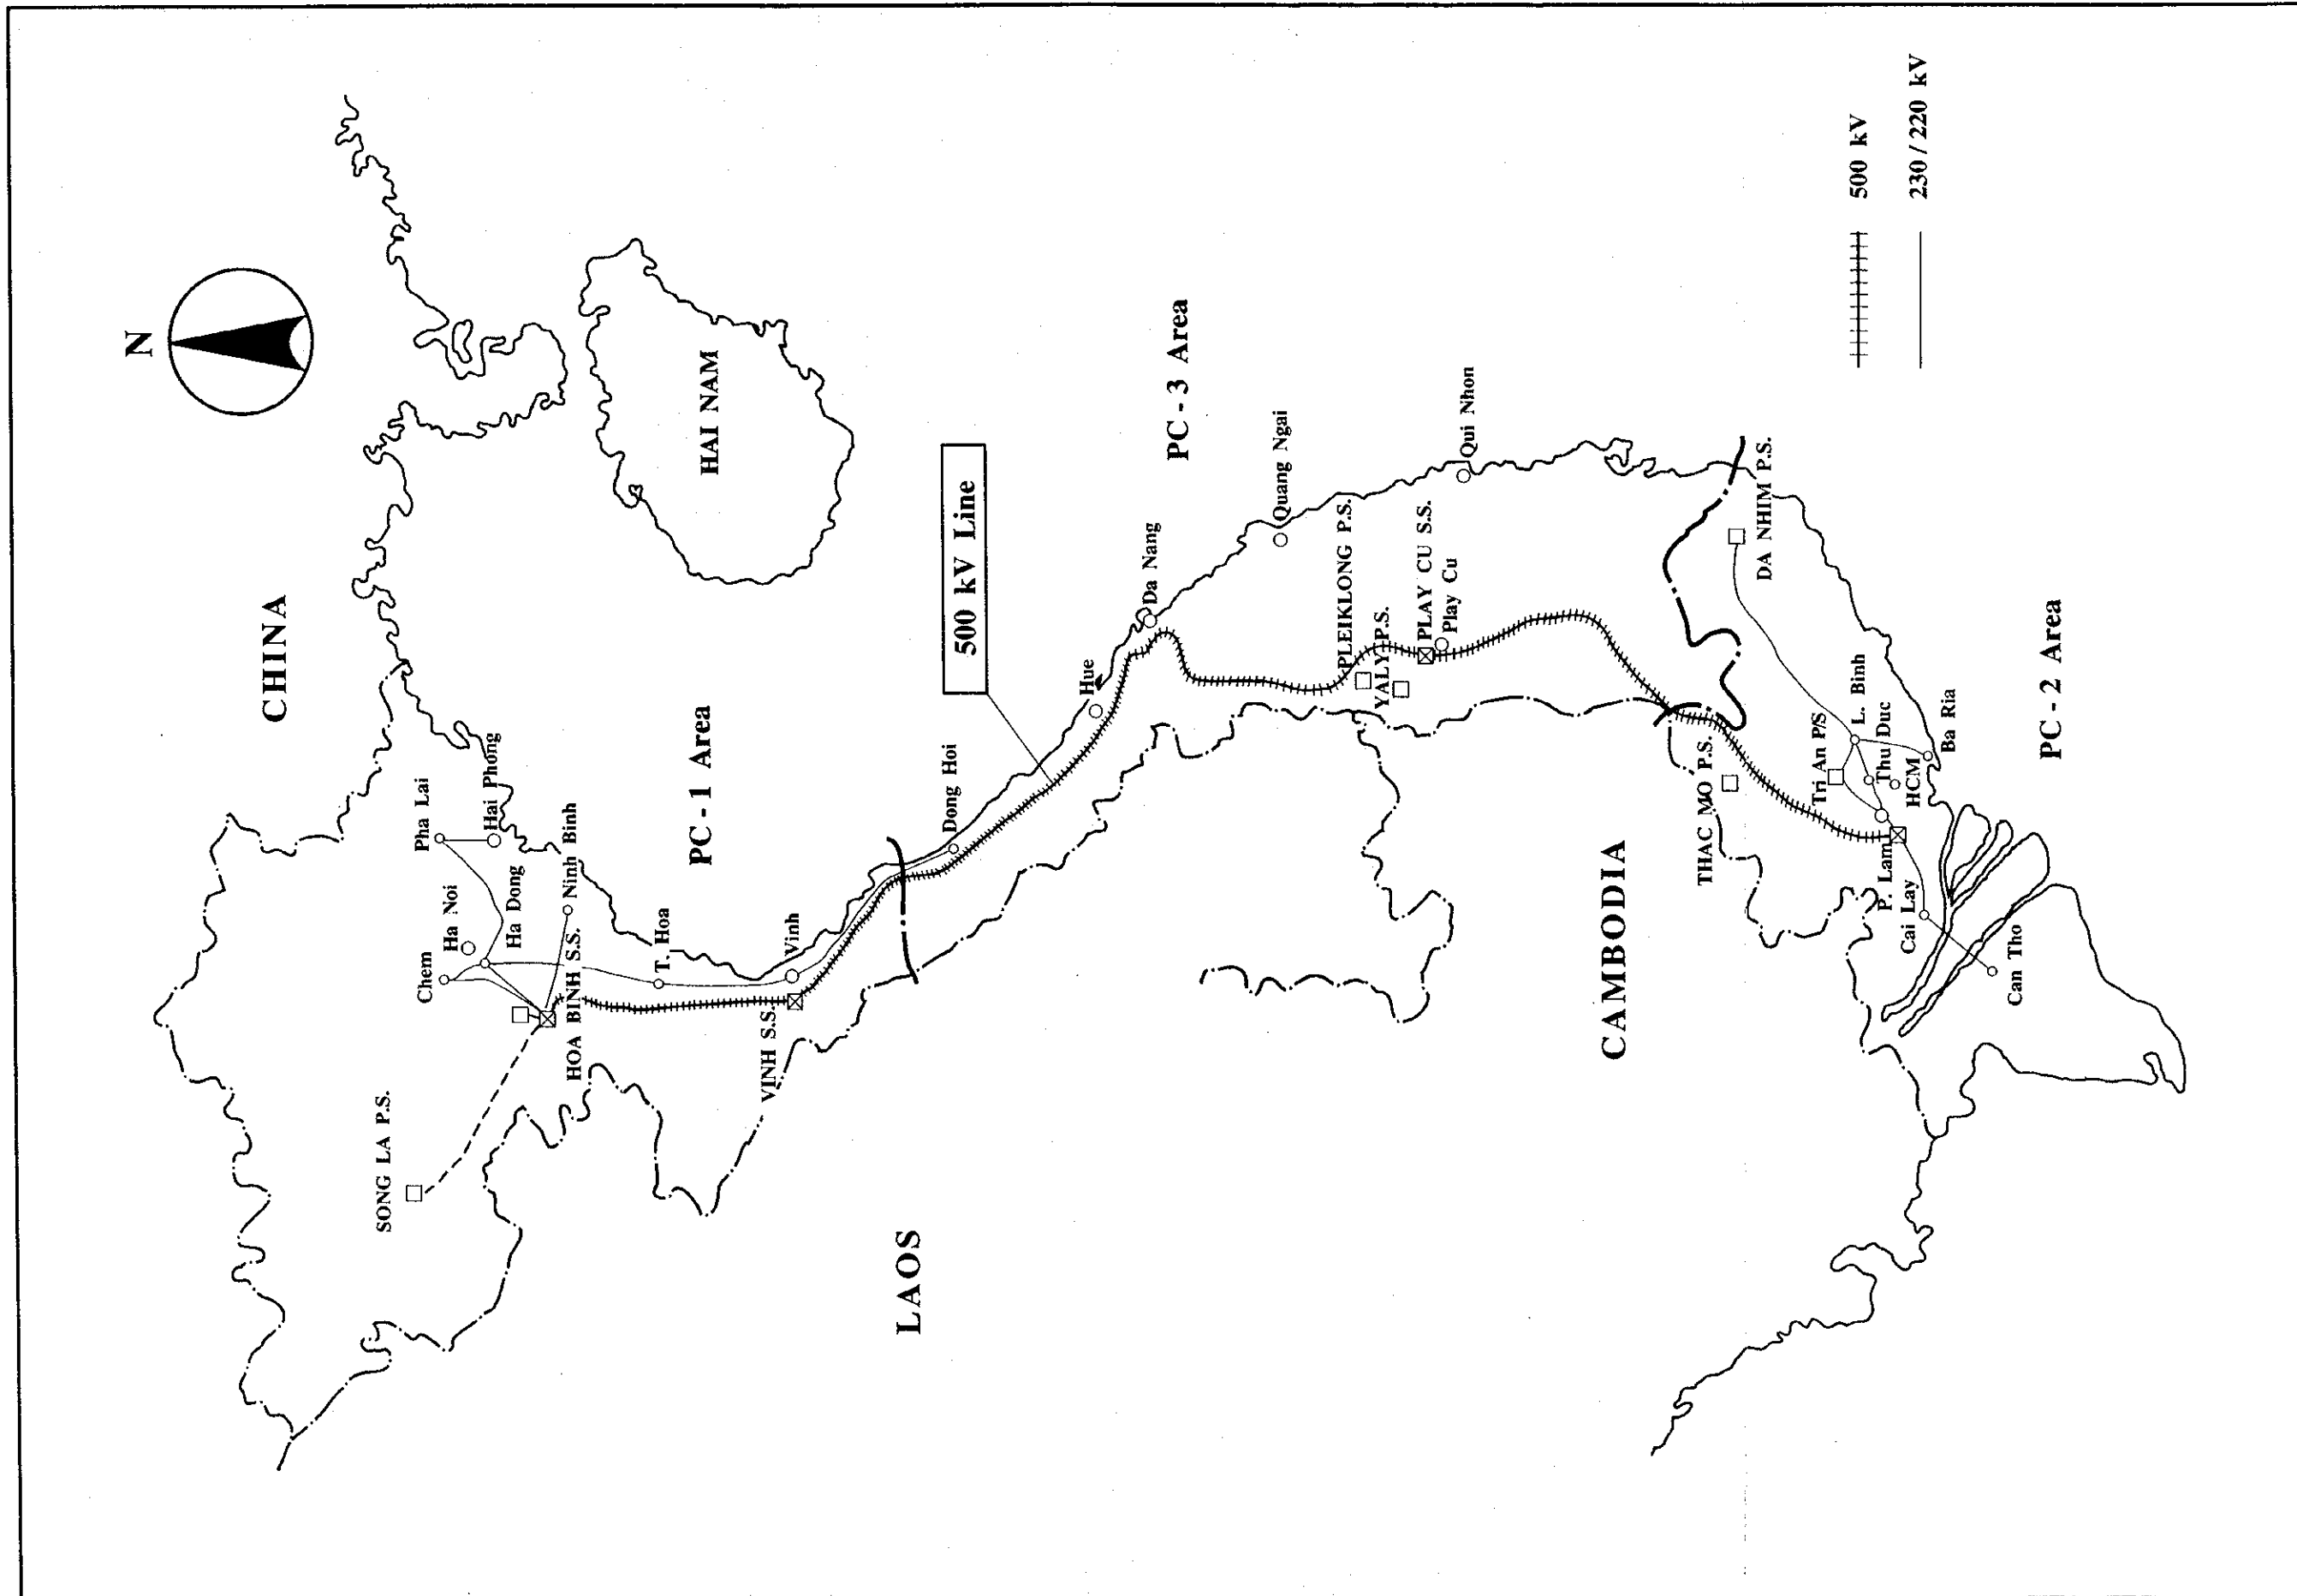 N
CHINA
HAI NAM
PC - 1 Area
PC - 3 Area
PC - 2 Area
LAOS
CAMBODIA
500 kV Line
SONG LA P.S.
Chem
Ha Noi
Pha Lai
Hai Phong
Ha Dong
Ninh Binh
HOA BINH S.S.
T. Hoa
Vinh
VINH S.S.
Dong Hoi
Hue
Da Nang
Quang Ngai
Qui Nhon
PLEIKLONG P.S.
YALY P.S.
PLAY CU S.S.
Play Cu
DA NHIM P.S.
THAC MO P.S.
Tri An P/S
L. Binh
Thu Duc
HCM
Ba Ria
P. Lam
Cai Lay
Can Tho
500 kV
230 / 220 kV